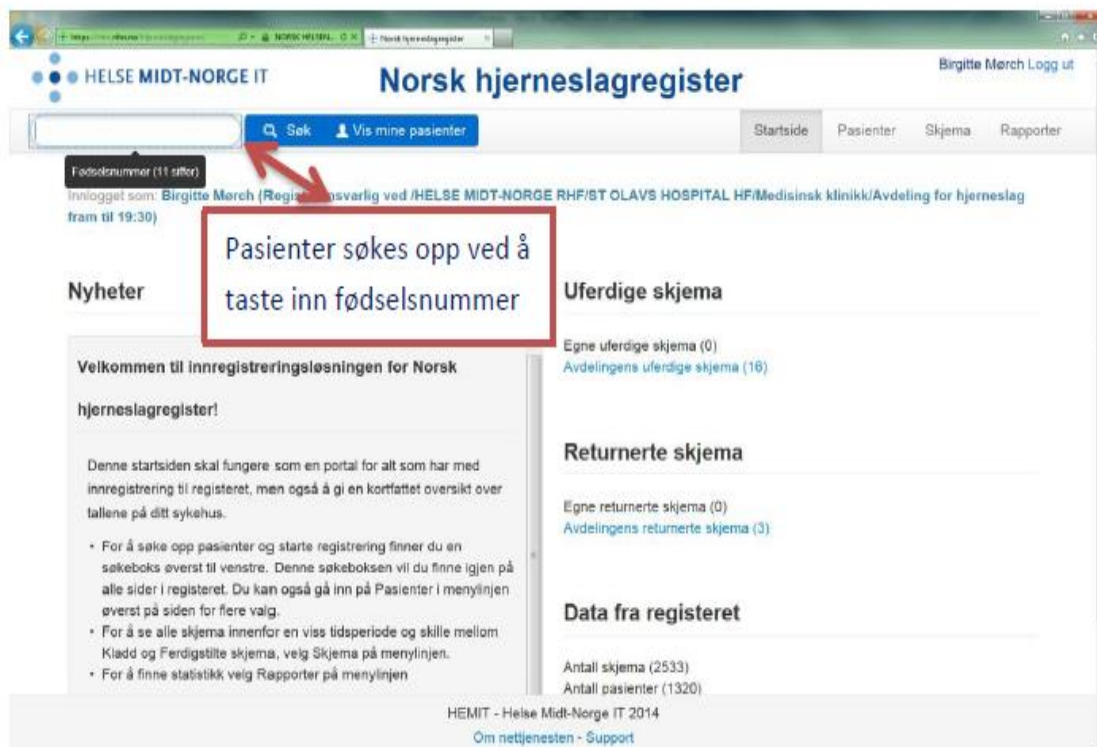 NORSK HELSEN...
Norsk hjerneslagregister
HELSE MIDT-NORGE IT
Norsk hjerneslagregister
Birgitte Mørch Logg ut
Søk
Vis mine pasienter
Startside
Pasienter
Skjema
Rapporter
Fødselsnummer (11 siffer)
Innlogget som: Birgitte Mørch (Regis nsvarlig ved /HELSE MIDT-NORGE RHF/ST OLAVS HOSPITAL HF/Medisinsk klinikk/Avdeling for hjerneslag
fram til 19:30)
Pasienter søkes opp ved å
taste inn fødselsnummer
Nyheter
Velkommen til innregistreringsløsningen for Norsk
hjerneslagregister!
Denne startsiden skal fungere som en portal for alt som har med
innregistrering til registeret, men også å gi en kortfattet oversikt over
tallene på ditt sykehus.
• For å søke opp pasienter og starte registrering finner du en
søkeboks øverst til venstre. Denne søkeboksen vil du finne igjen på
alle sider i registeret. Du kan også gå inn på Pasienter i menylinjen
øverst på siden for flere valg.
• For å se alle skjema innenfor en viss tidsperiode og skille mellom
Kladd og Ferdigstilte skjema, velg Skjema på menylinjen.
• For å finne statistikk velg Rapporter på menylinjen
Uferdige skjema
Egne uferdige skjema (0)
Avdelingens uferdige skjema (16)
Returnerte skjema
Egne returnerte skjema (0)
Avdelingens returnerte skjema (3)
Data fra registeret
Antall skjema (2533)
Antall pasienter (1320)
HEMIT - Helse Midt-Norge IT 2014
Om nettjenesten - Support